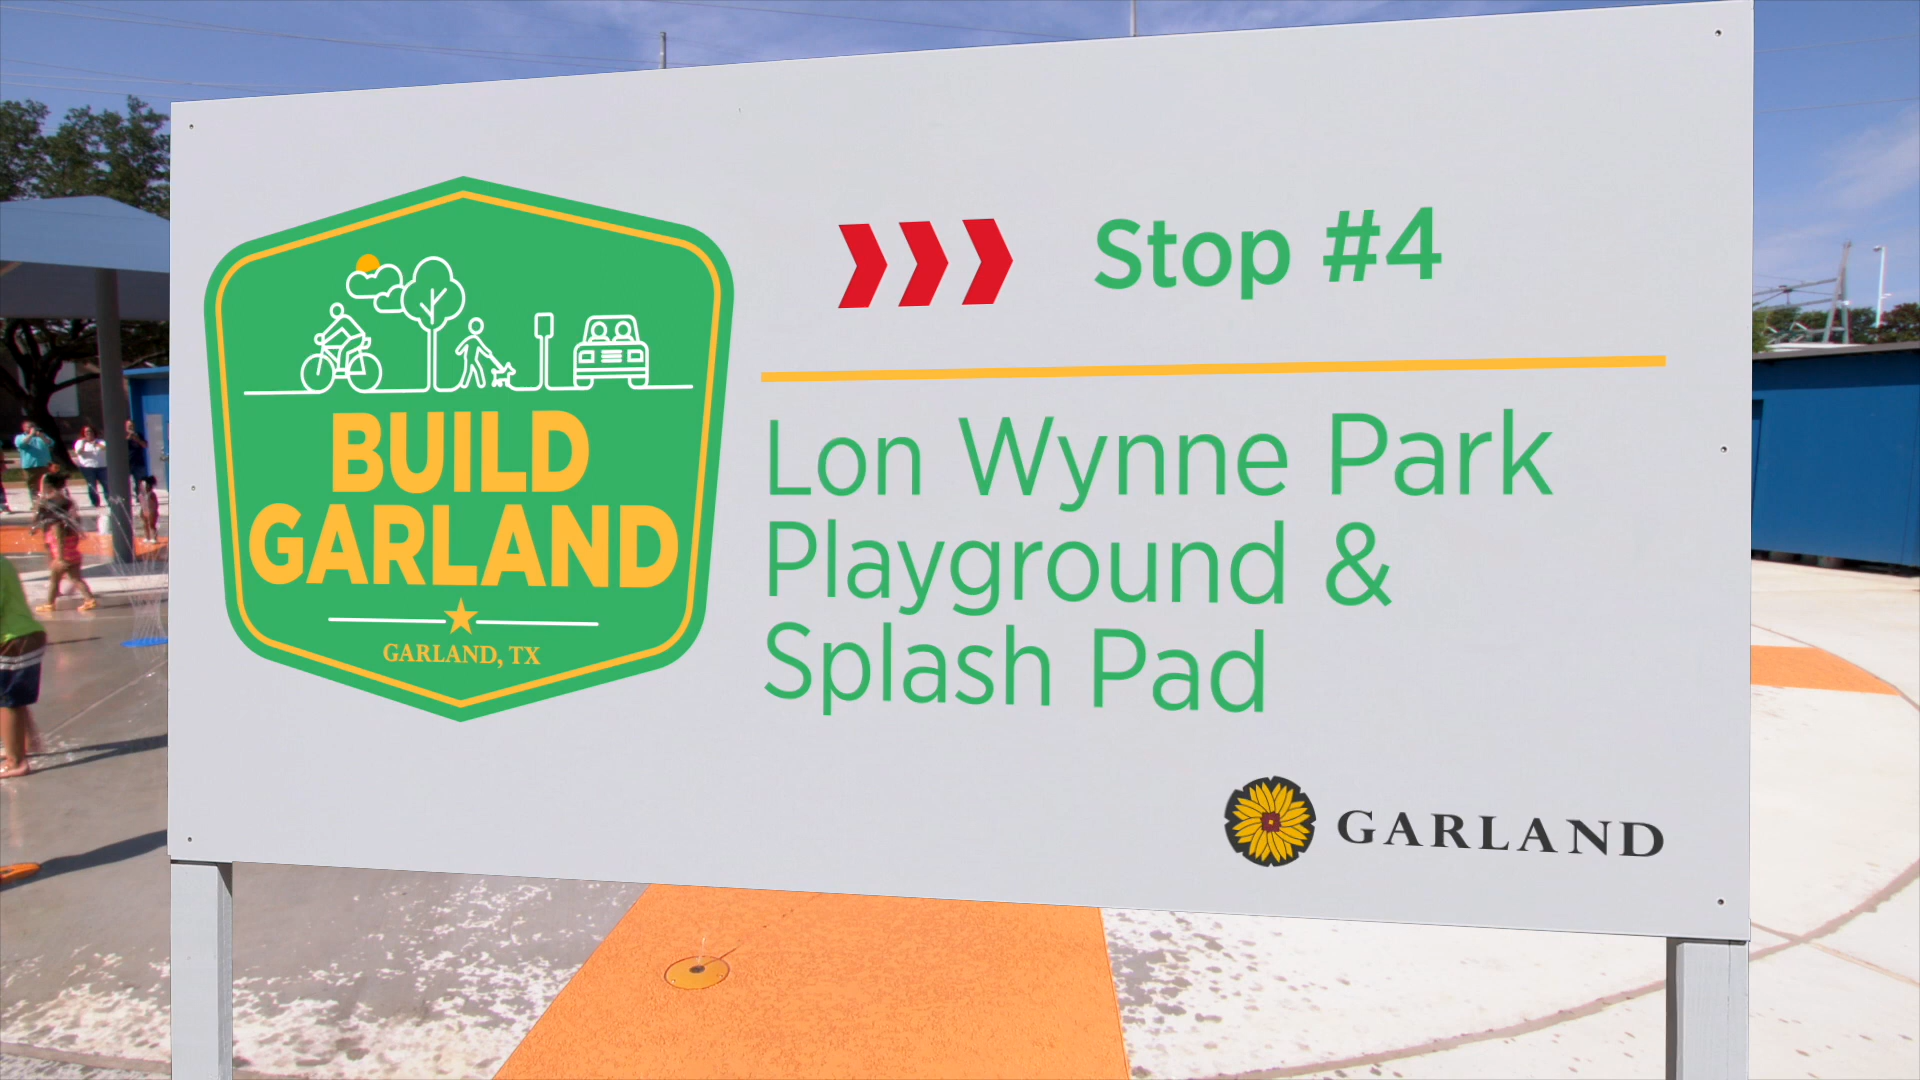 BUILD
GARLAND
GARLAND, TX
Stop #4
Lon Wynne Park
Playground &
Splash Pad
GARLAND